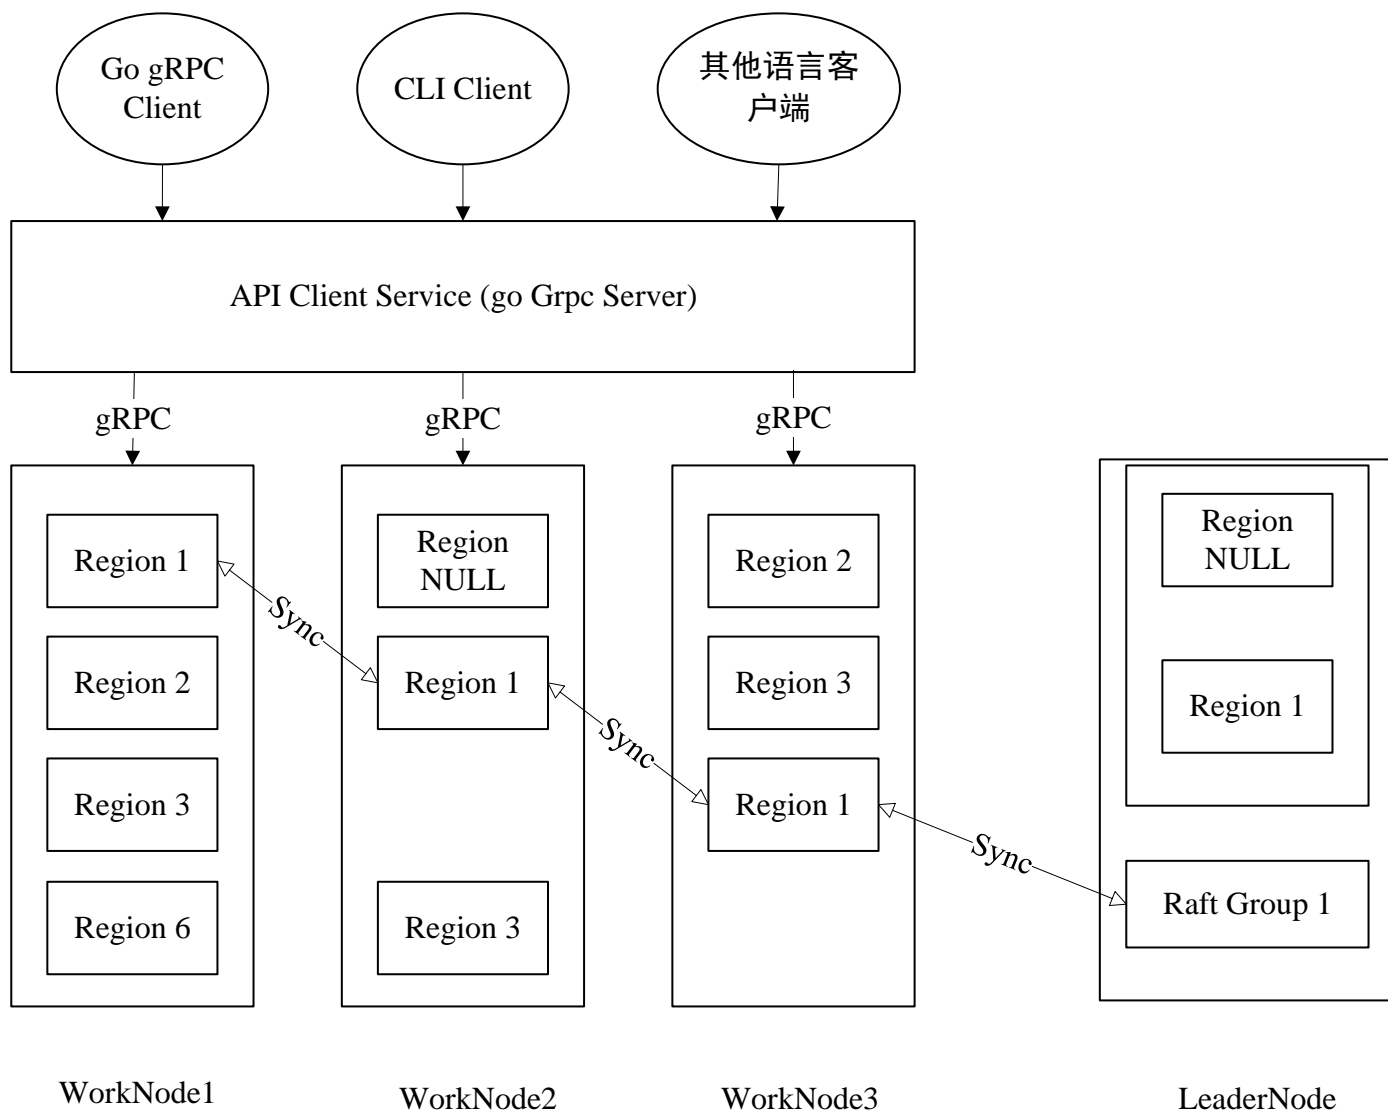 Go gRPC
Client
CLI Client
其他语言客
户端
API Client Service (go Grpc Server)
gRPC
gRPC
gRPC
Region 1
Region 2
Region 3
Region 6
Sync
Region
NULL
Region 1
Region 3
Sync
Region 2
Region 3
Region 1
Sync
Region
NULL
Region 1
Raft Group 1
WorkNode1
WorkNode2
WorkNode3
LeaderNode